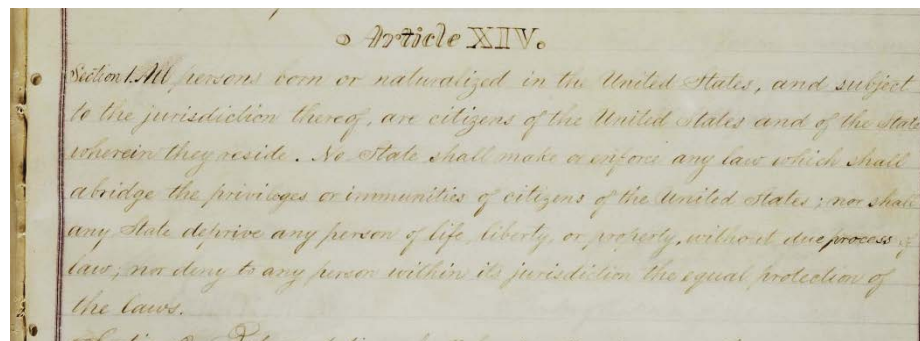 Article XIV.
Section 1. All persons born or naturalized in the United States, and subject
to the jurisdiction thereof, are citizens of the United States and of the State
wherein they reside. No State shall make or enforce any law which shall
abridge the privileges or immunities of citizens of the United States; nor shall
any State deprive any person of life, liberty, or property, without due process of
law; nor deny to any person within its jurisdiction the equal protection of
the laws.